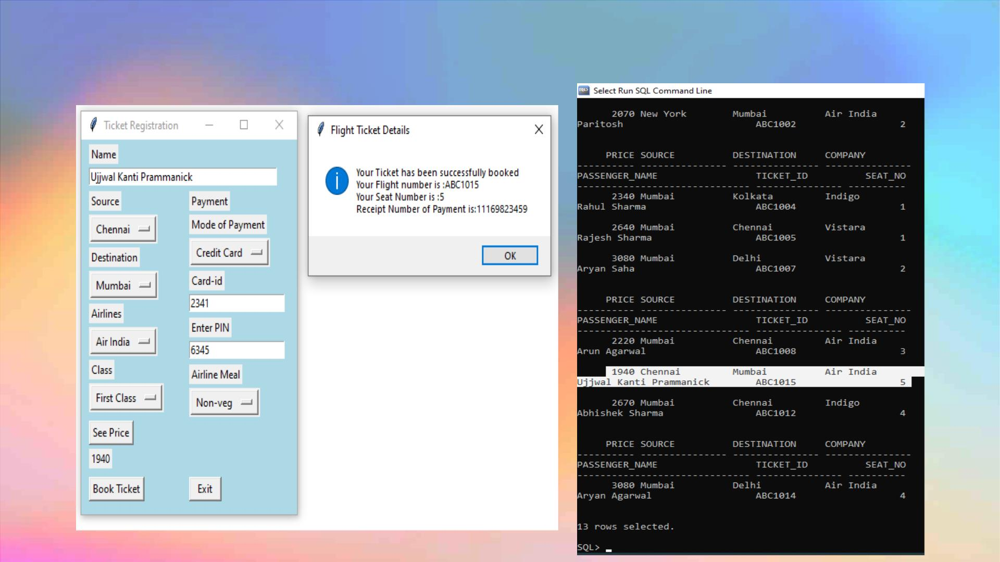 Ticket Registration
Name
Ujjwal Kanti Prammanick
Source
Payment
Chennai
Mode of Payment
Destination
Credit Card
Mumbai
Card-id
2341
Airlines
Enter PIN
Air India
6345
Class
Airline Meal
First Class
Non-veg
See Price
1940
Book Ticket
Exit
Flight Ticket Details
Your Ticket has been successfully booked
Your Flight number is :ABC1015
Your Seat Number is :5
Receipt Number of Payment is:11169823459
OK
Select Run SQL Command Line
2070 New York Mumbai Air India
Paritosh ABC1002 2
PRICE SOURCE DESTINATION COMPANY
---------- --------------- --------------- ---------------
PASSENGER_NAME TICKET_ID SEAT_NO
------------------------------ --------------- ----------
2340 Mumbai Kolkata Indigo
Rahul Sharma ABC1004 1
2640 Mumbai Chennai Vistara
Rajesh Sharma ABC1005 1
3080 Mumbai Delhi Vistara
Aryan Saha ABC1007 2
PRICE SOURCE DESTINATION COMPANY
---------- --------------- --------------- ---------------
PASSENGER_NAME TICKET_ID SEAT_NO
------------------------------ --------------- ----------
2220 Mumbai Chennai Air India
Arun Agarwal ABC1008 3
1940 Chennai Mumbai Air India
Ujjwal Kanti Prammanick ABC1015 5
2670 Mumbai Chennai Indigo
Abhishek Sharma ABC1012 4
PRICE SOURCE DESTINATION COMPANY
---------- --------------- --------------- ---------------
PASSENGER_NAME TICKET_ID SEAT_NO
------------------------------ --------------- ----------
3080 Mumbai Delhi Air India
Aryan Agarwal ABC1014 4
13 rows selected.
SQL> _